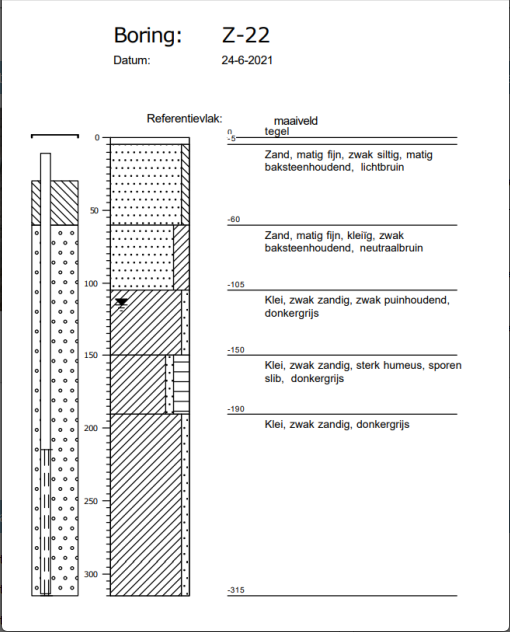 Boring: Z-22
Datum: 24-6-2021
Referentievlak: maaiveld
0
0 tegel
-5
Zand, matig fijn, zwak siltig, matig
baksteenhoudend, lichtbruin
50
-60
Zand, matig fijn, kleiïg, zwak
baksteenhoudend, neutraalbruin
100
-105
Klei, zwak zandig, zwak puinhoudend,
donkergrijs
150
-150
Klei, zwak zandig, sterk humeus, sporen
slib, donkergrijs
-190
Klei, zwak zandig, donkergrijs
200
250
300
-315